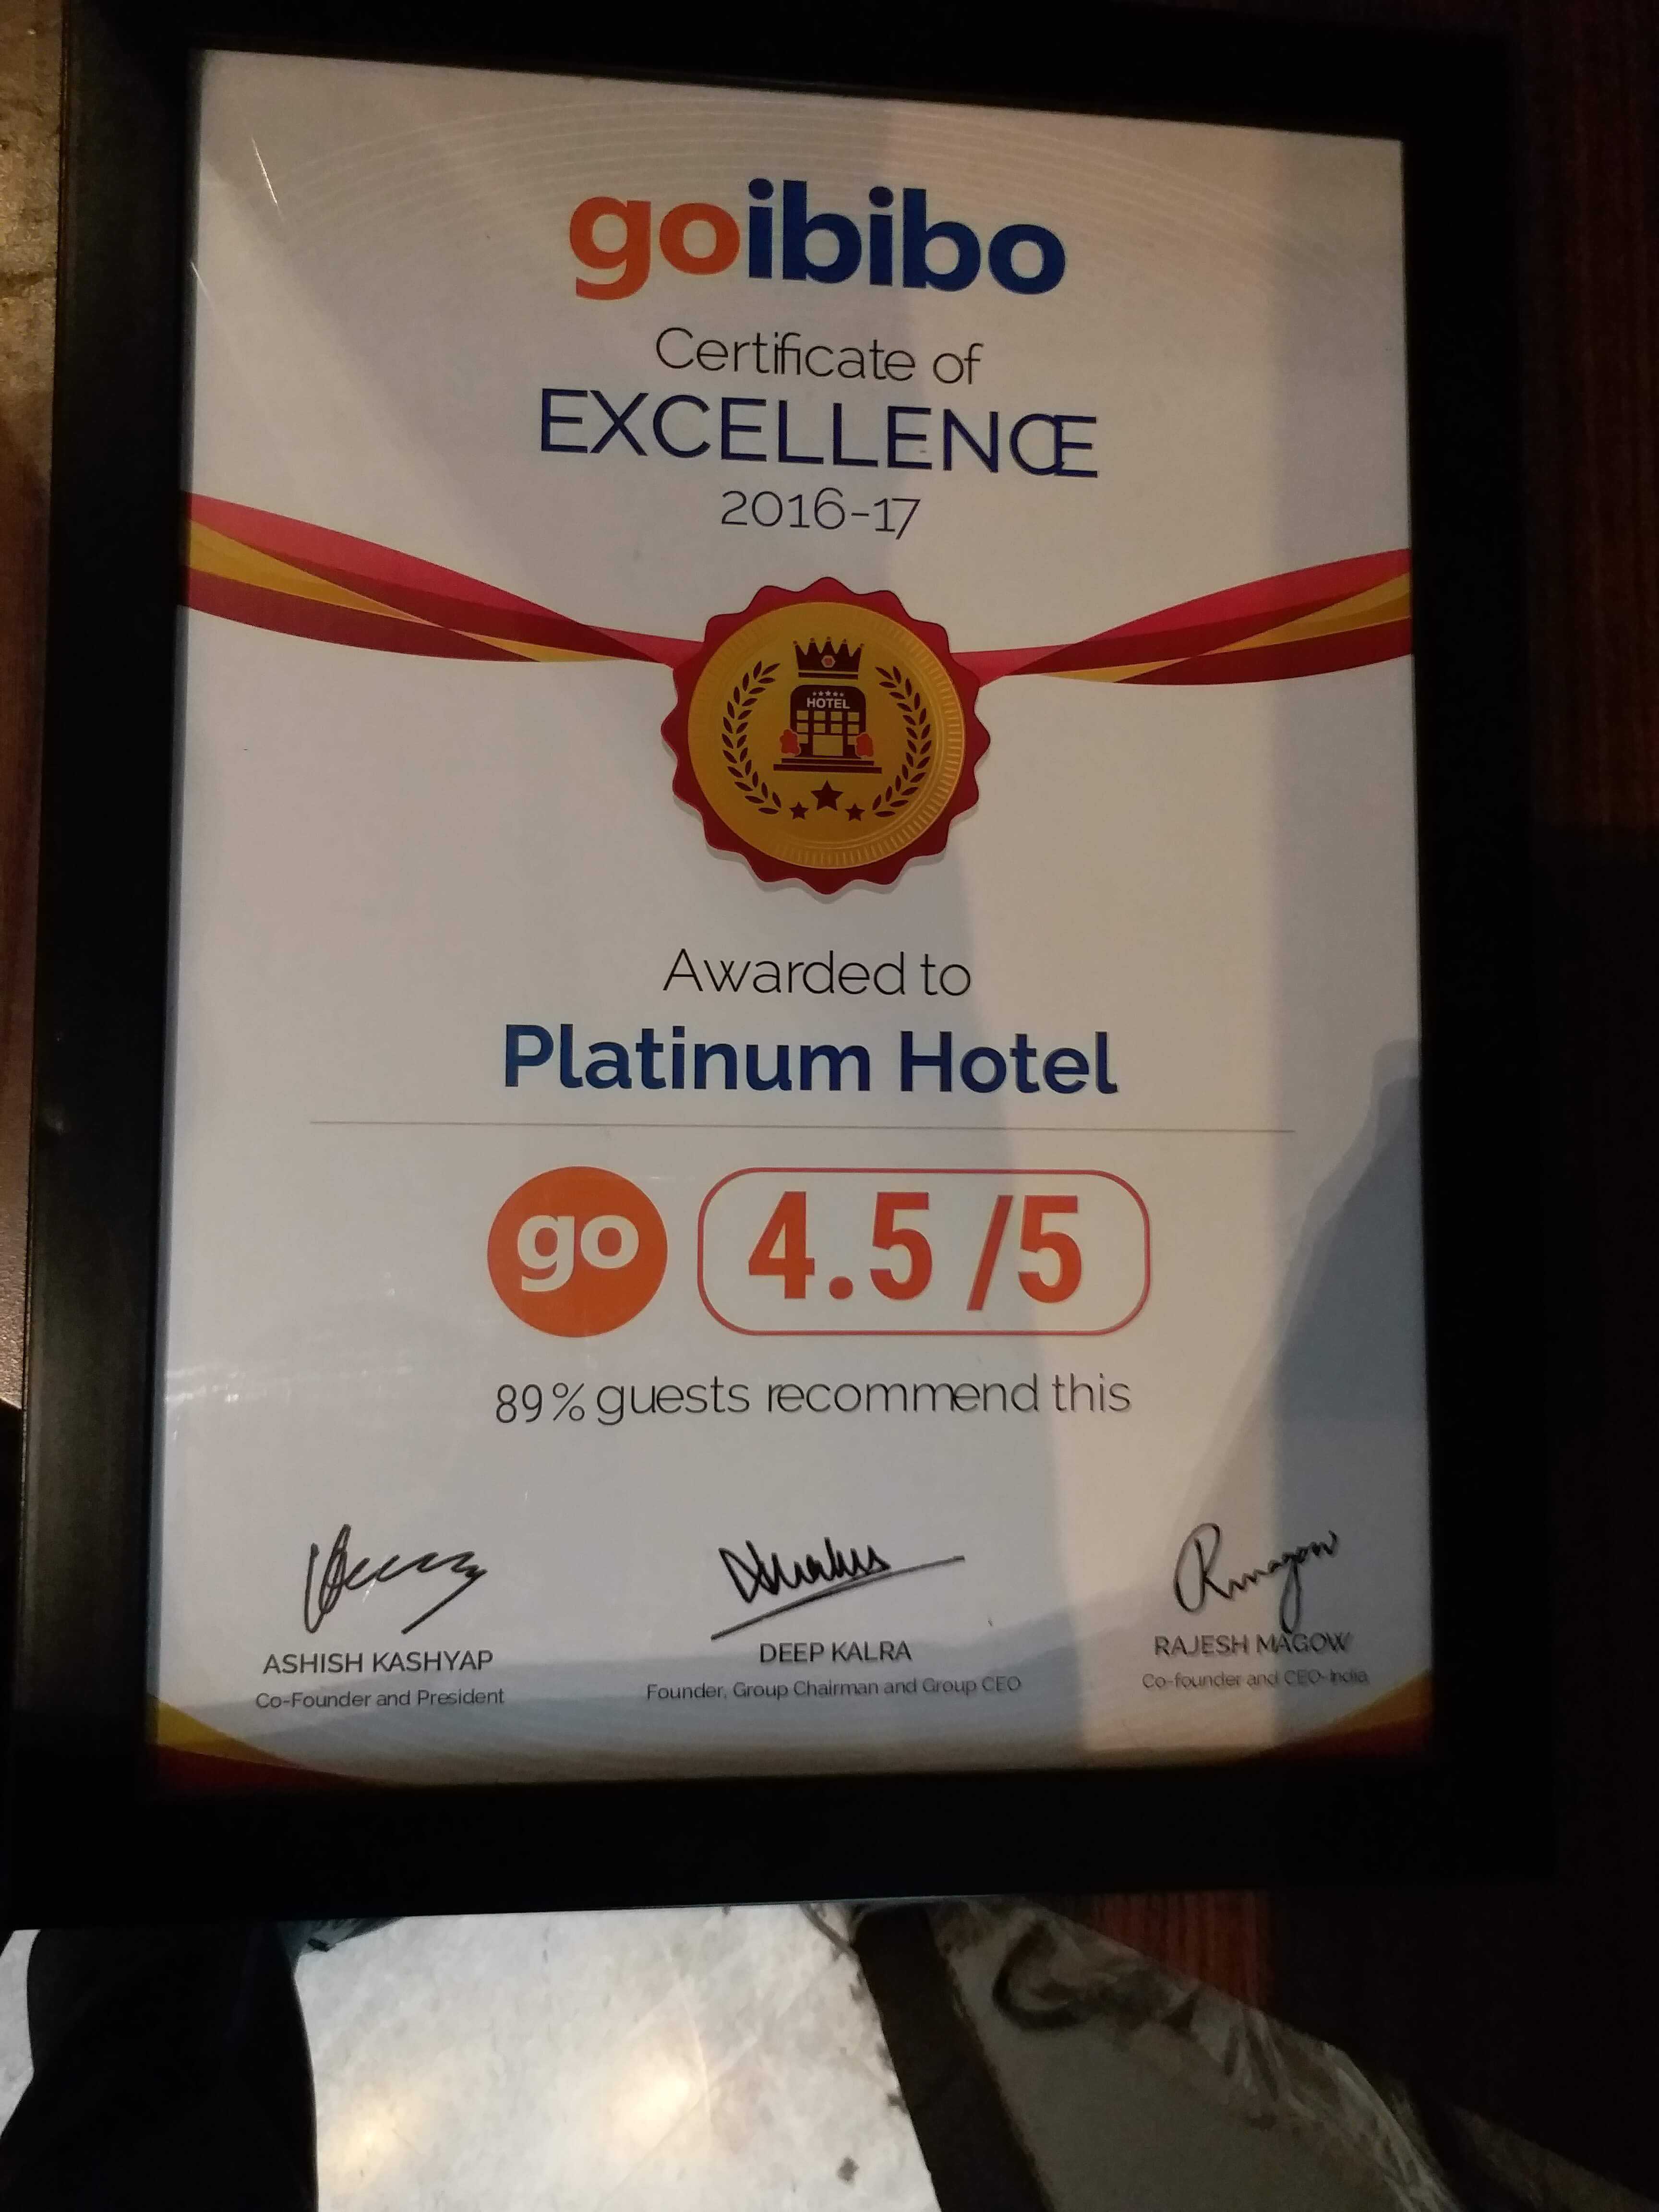 goibibo
Certificate of
EXCELLENCE
2016-17
HOTEL
Awarded to
Platinum Hotel
go 4.5/5
89% guests recommend this
Rmagow
ASHISH KASHYAP
Co-Founder and President
DEEP KALRA
Founder, Group Chairman and Group CEO
RAJESH MAGOW
Co-founder and CEO-India